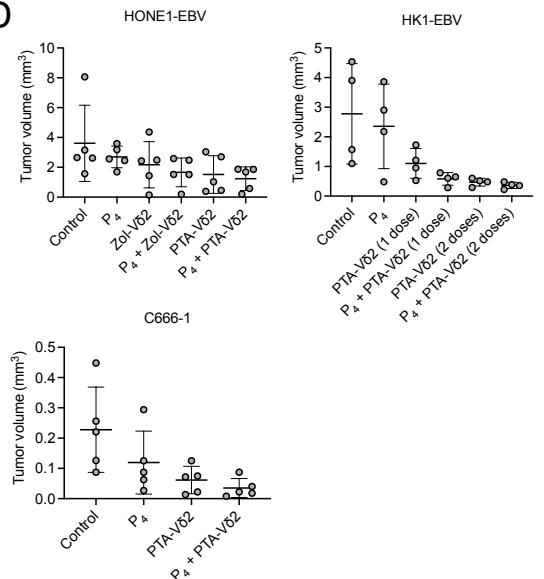 D
HONE1-EBV
Tumor volume (mm³)
10
8
6
4
2
0
Control
P₄
Zol-Vδ2
P₄ + Zol-Vδ2
PTA-Vδ2
P₄ + PTA-Vδ2
HK1-EBV
Tumor volume (mm³)
5
4
3
2
1
0
Control
P₄
PTA-Vδ2 (1 dose)
P₄ + PTA-Vδ2 (1 dose)
PTA-Vδ2 (2 doses)
P₄ + PTA-Vδ2 (2 doses)
C666-1
Tumor volume (mm³)
0.5
0.4
0.3
0.2
0.1
0.0
Control
P₄
PTA-Vδ2
P₄ + PTA-Vδ2